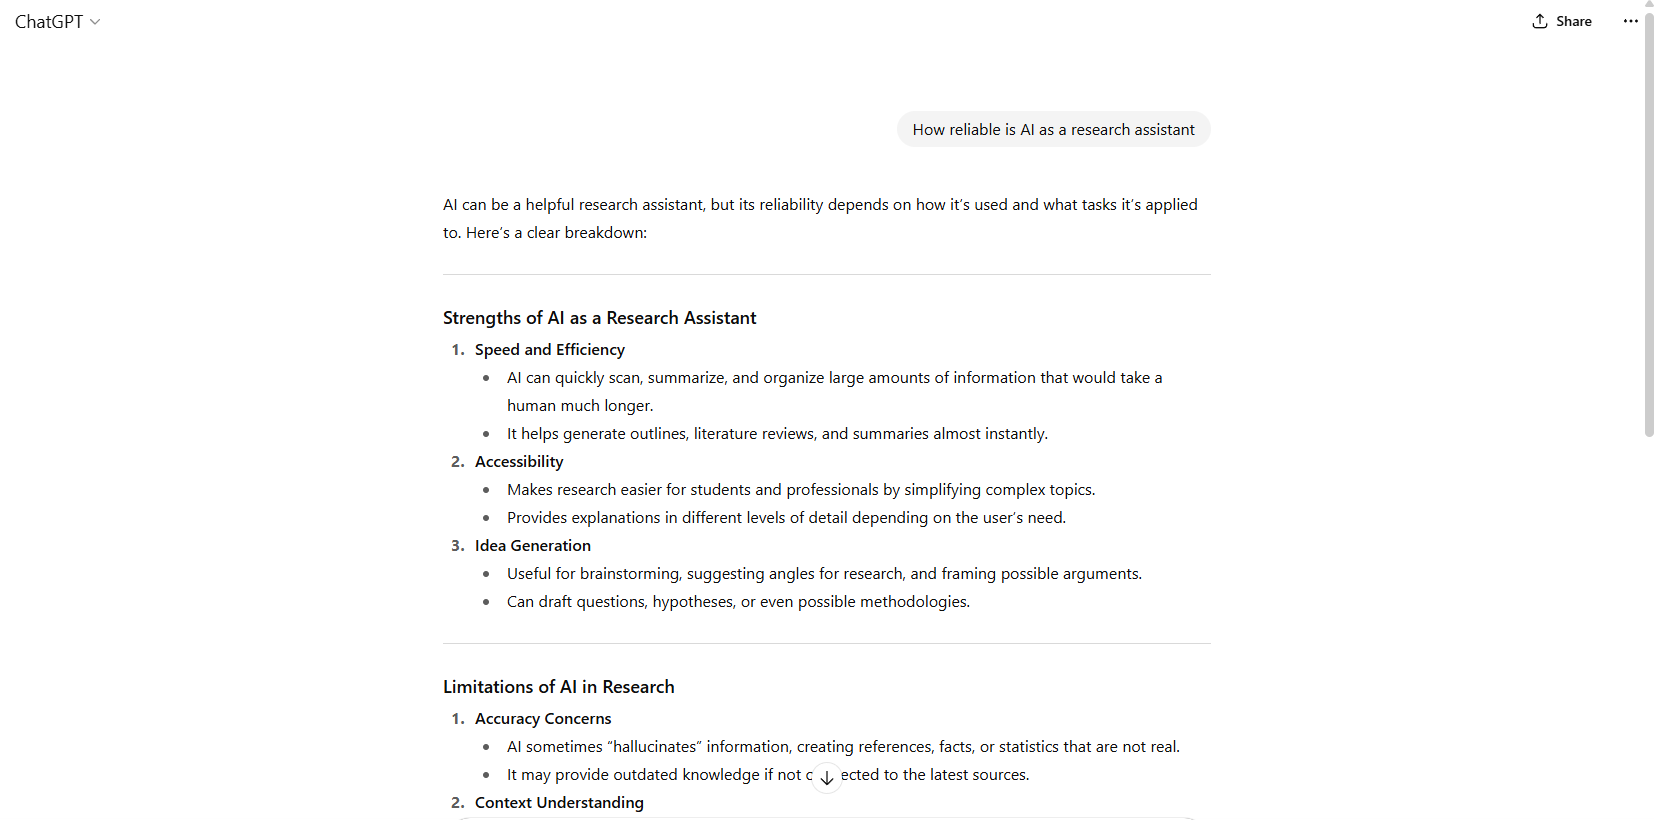 ChatGPT
Share
How reliable is AI as a research assistant
AI can be a helpful research assistant, but its reliability depends on how it’s used and what tasks it’s applied
to. Here’s a clear breakdown:
Strengths of AI as a Research Assistant
1. Speed and Efficiency
• AI can quickly scan, summarize, and organize large amounts of information that would take a
human much longer.
• It helps generate outlines, literature reviews, and summaries almost instantly.
2. Accessibility
• Makes research easier for students and professionals by simplifying complex topics.
• Provides explanations in different levels of detail depending on the user’s need.
3. Idea Generation
• Useful for brainstorming, suggesting angles for research, and framing possible arguments.
• Can draft questions, hypotheses, or even possible methodologies.
Limitations of AI in Research
1. Accuracy Concerns
• AI sometimes “hallucinates” information, creating references, facts, or statistics that are not real.
• It may provide outdated knowledge if not to the latest sources.
2. Context Understanding